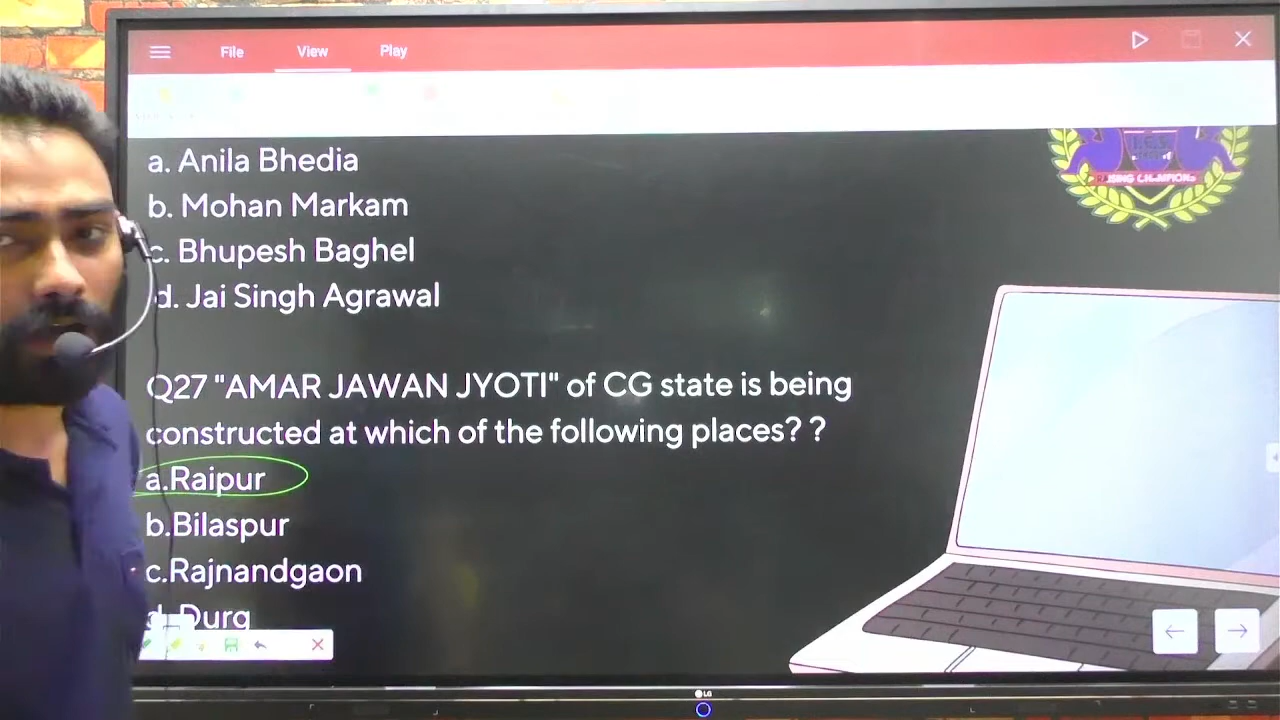 File View Play
a. Anila Bhedia
b. Mohan Markam
c. Bhupesh Baghel
d. Jai Singh Agrawal
Q27 "AMAR JAWAN JYOTI" of CG state is being
constructed at which of the following places? ?
a.Raipur
b.Bilaspur
c.Rajnandgaon
d. Durg
LG